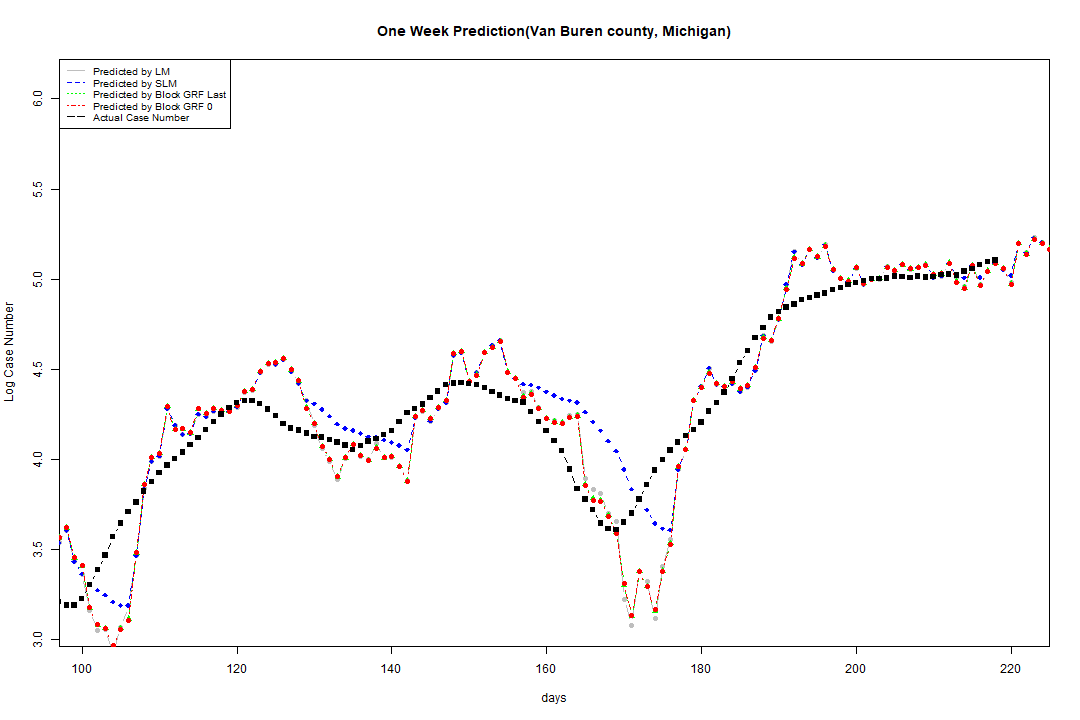 One Week Prediction(Van Buren county, Michigan)
Predicted by LM
Predicted by SLM
Predicted by Block GRF Last
Predicted by Block GRF 0
Actual Case Number
6.0
5.5
5.0
4.5
4.0
3.5
3.0
Log Case Number
100 120 140 160 180 200 220
days